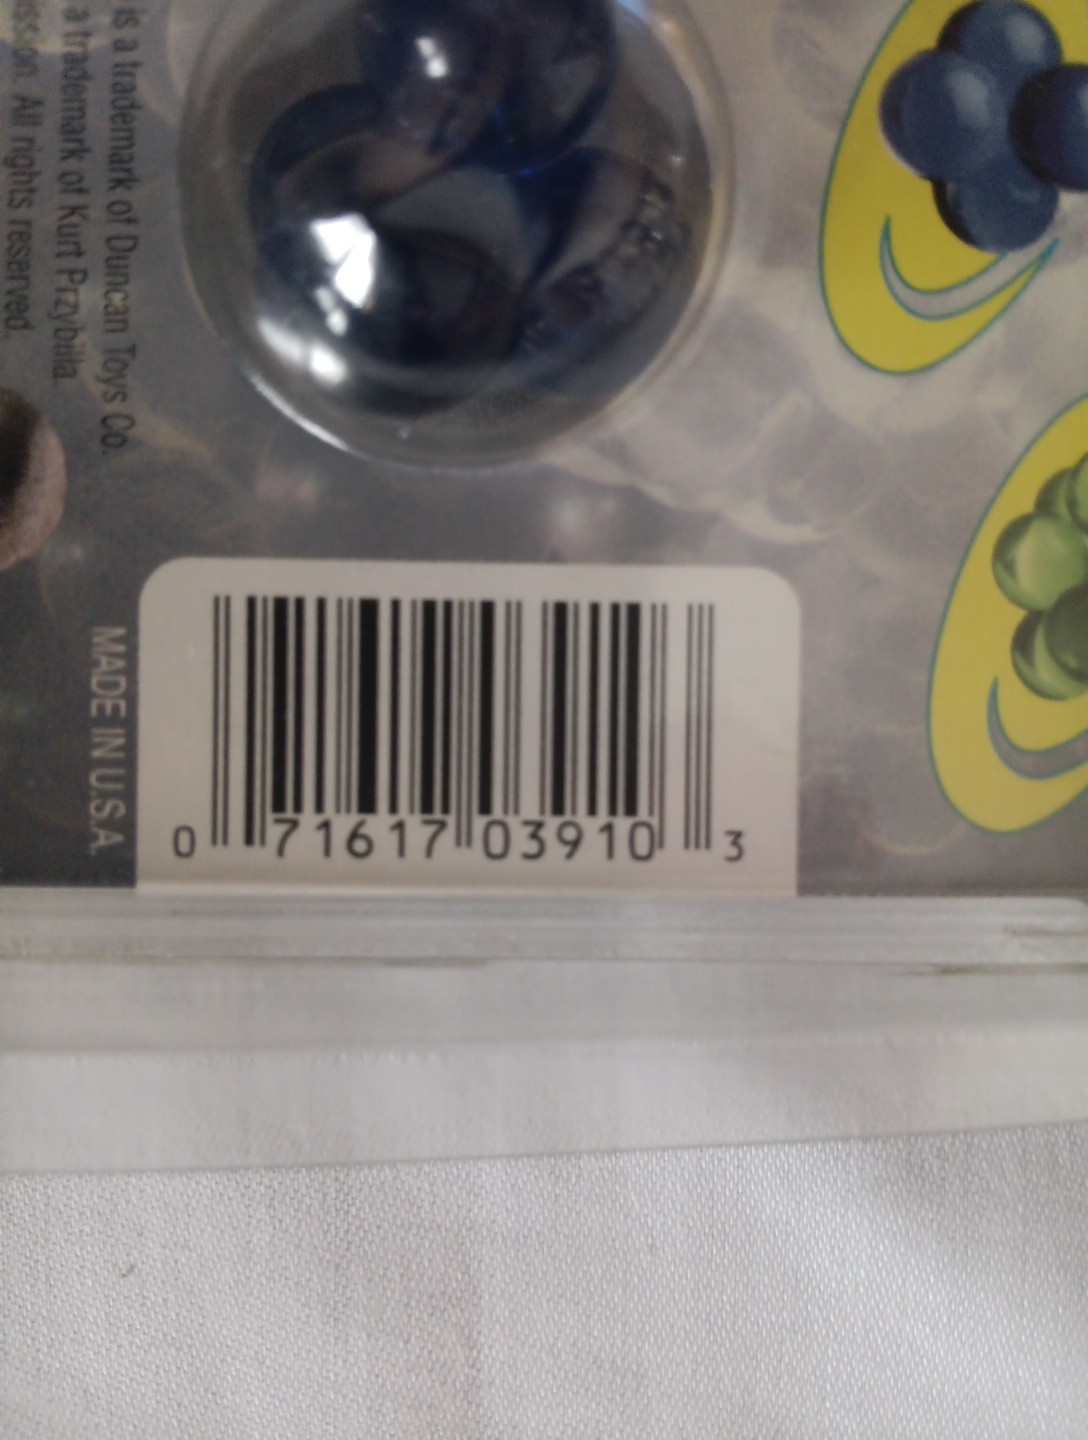 is a trademark of Duncan Toys Co.
a trademark of Kurt Przybilla.
All rights reserved.
MADE IN U.S.A.
0 71617 03910 3